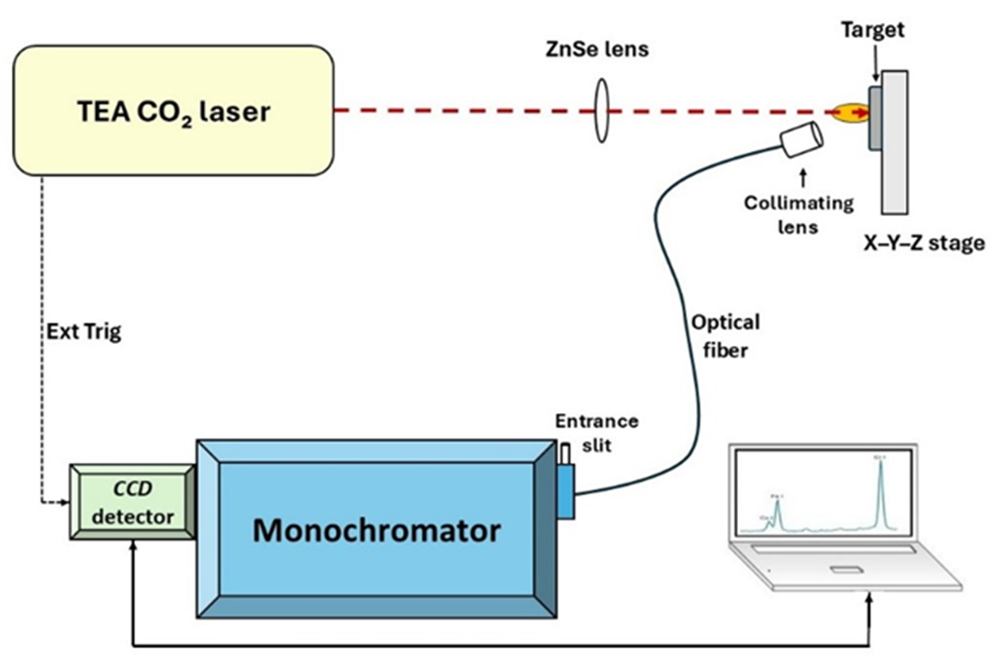 Target
ZnSe lens
TEA CO₂ laser
Collimating
lens
X–Y–Z stage
Ext Trig
Optical
fiber
Entrance
slit
CCD
detector
Monochromator